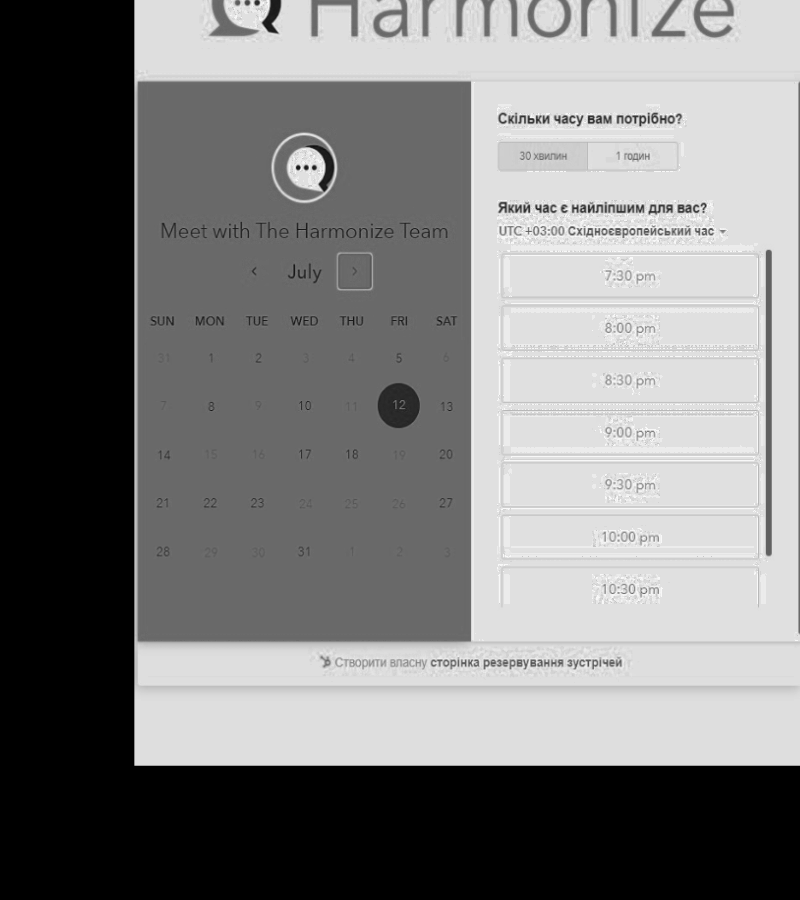 Harmonize
Meet with The Harmonize Team
‹ July ›
SUN MON TUE WED THU FRI SAT
31 1 2 3 4 5 6
7 8 9 10 11 12 13
14 15 16 17 18 19 20
21 22 23 24 25 26 27
28 29 30 31 1 2 3
Скільки часу вам потрібно?
30 хвилин 1 годин
Який час є найліпшим для вас?
UTC +03:00 Східноєвропейський час
7:30 pm
8:00 pm
8:30 pm
9:00 pm
9:30 pm
10:00 pm
10:30 pm
Створити власну сторінка резервування зустрічей